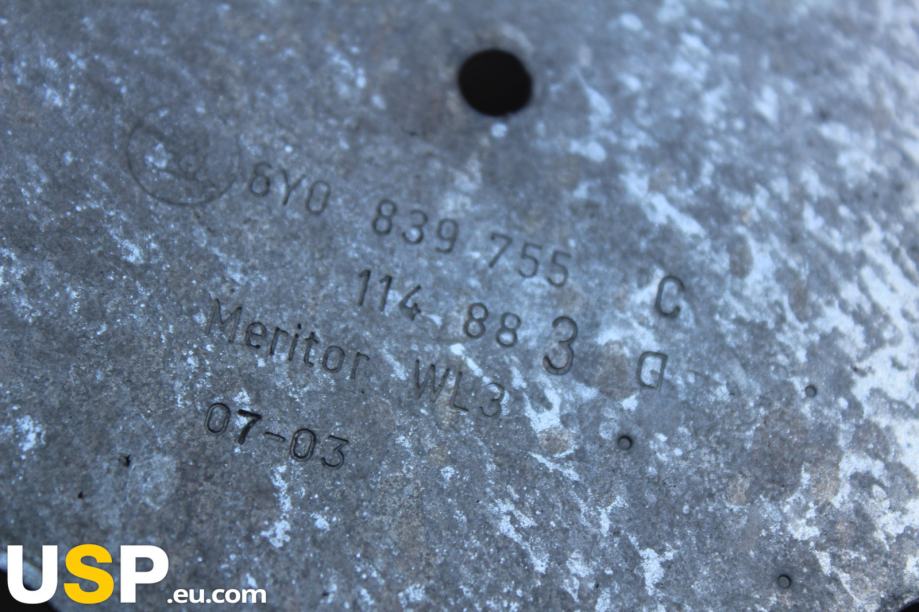 6Y0 839 755 C
114 88 3 a
Meritor WL3
07-03
USP.eu.com